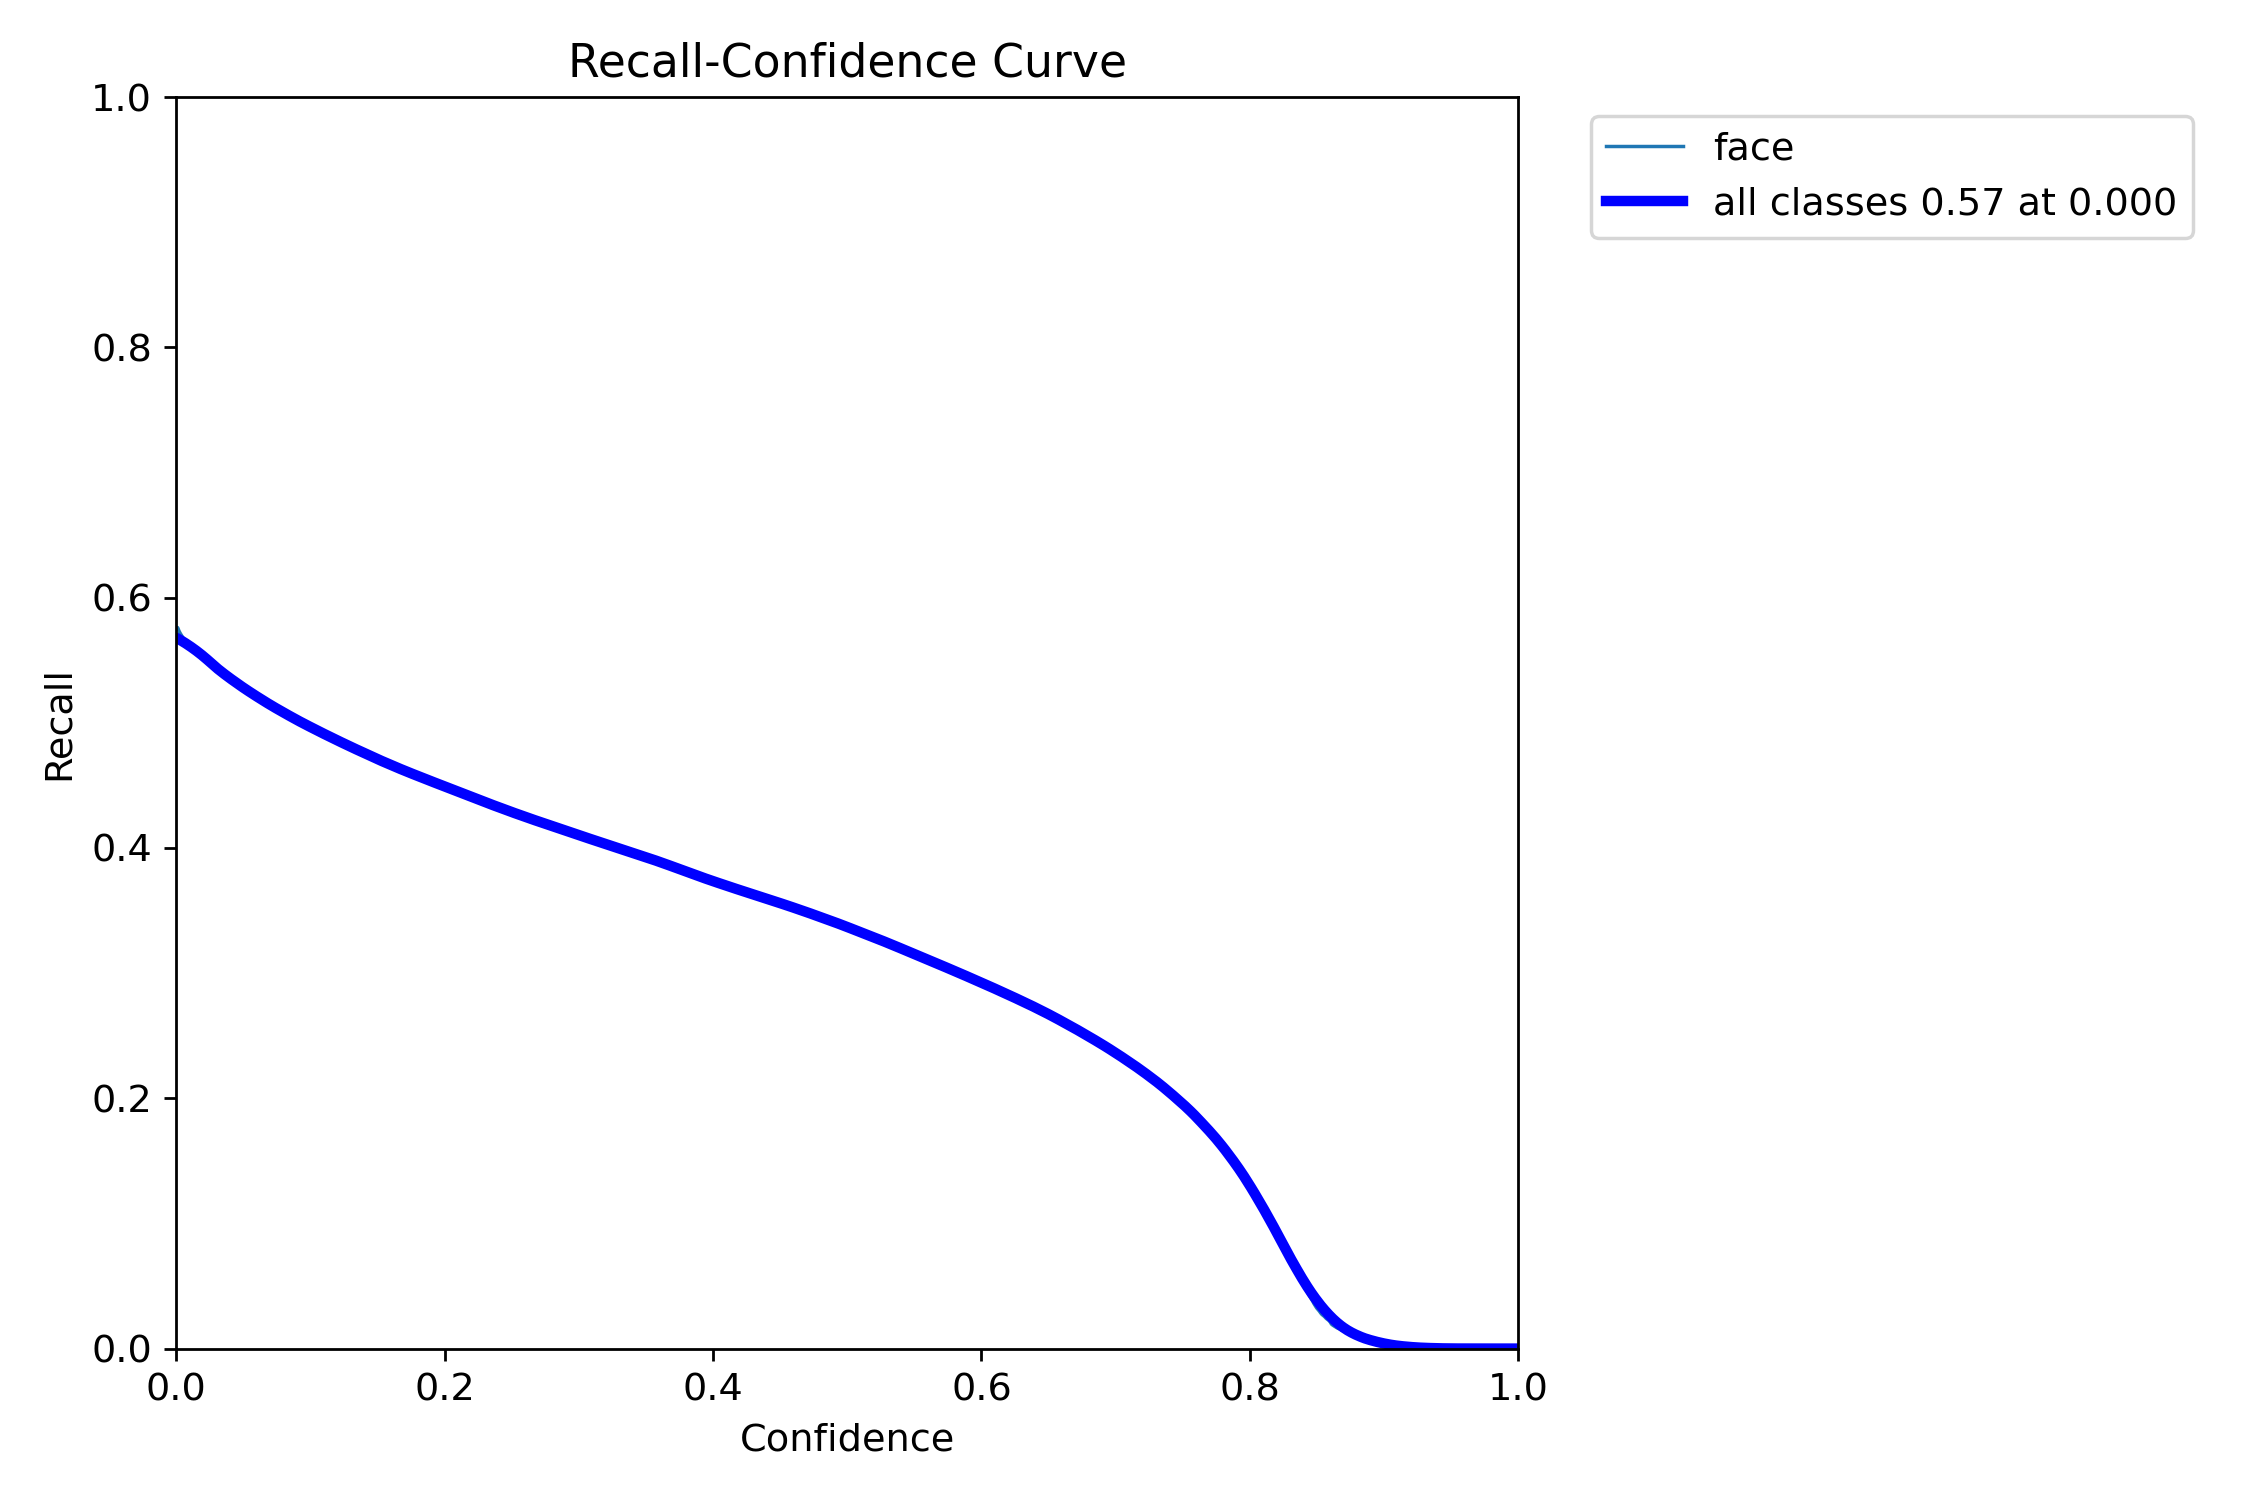 Recall-Confidence Curve
1.0
0.8
0.6
0.4
0.2
0.0
Recall
0.0 0.2 0.4 0.6 0.8 1.0
Confidence
face
all classes 0.57 at 0.000